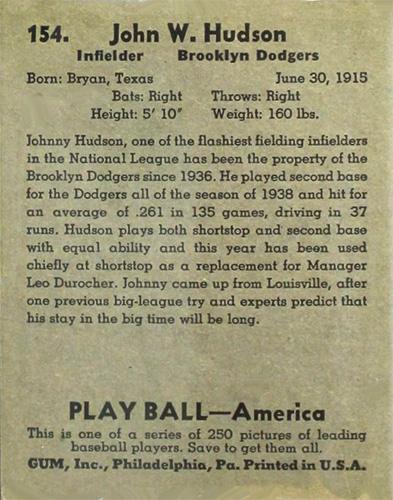 154. John W. Hudson
Infielder Brooklyn Dodgers
Born: Bryan, Texas June 30, 1915
Bats: Right Throws: Right
Height: 5' 10" Weight: 160 lbs.
Johnny Hudson, one of the flashiest fielding infielders
in the National League has been the property of the
Brooklyn Dodgers since 1936. He played second base
for the Dodgers all of the season of 1938 and hit for
an average of .261 in 135 games, driving in 37
runs. Hudson plays both shortstop and second base
with equal ability and this year has been used
chiefly at shortstop as a replacement for Manager
Leo Durocher. Johnny came up from Louisville, after
one previous big-league try and experts predict that
his stay in the big time will be long.
PLAY BALL—America
This is one of a series of 250 pictures of leading
baseball players. Save to get them all.
GUM, Inc., Philadelphia, Pa. Printed in U.S.A.